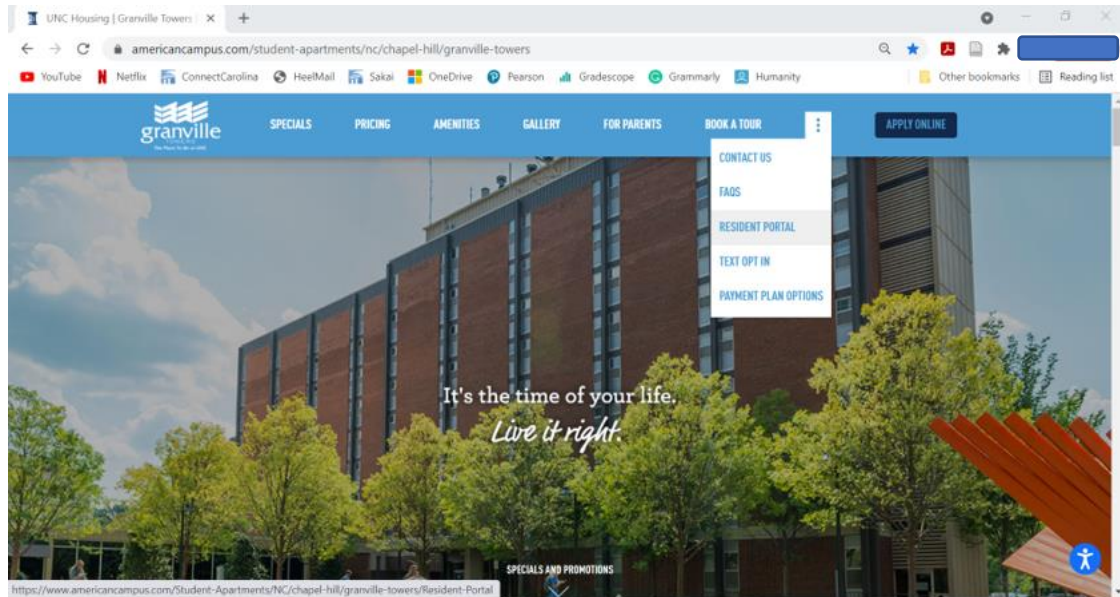 UNC Housing | Granville Towers |
americancampus.com/student-apartments/nc/chapel-hill/granville-towers
YouTube Netflix ConnectCarolina HeelMail Sakai OneDrive Pearson Gradescope Grammarly Humanity Other bookmarks Reading list
granville
SPECIALS PRICING AMENITIES GALLERY FOR PARENTS BOOK A TOUR APPLY ONLINE
CONTACT US
FAQS
RESIDENT PORTAL
TEXT OPT IN
PAYMENT PLAN OPTIONS
It's the time of your life.
Live it right.
SPECIALS AND PROMOTIONS
https://www.americancampus.com/Student-Apartments/NC/chapel-hill/granville-towers/Resident-Portal